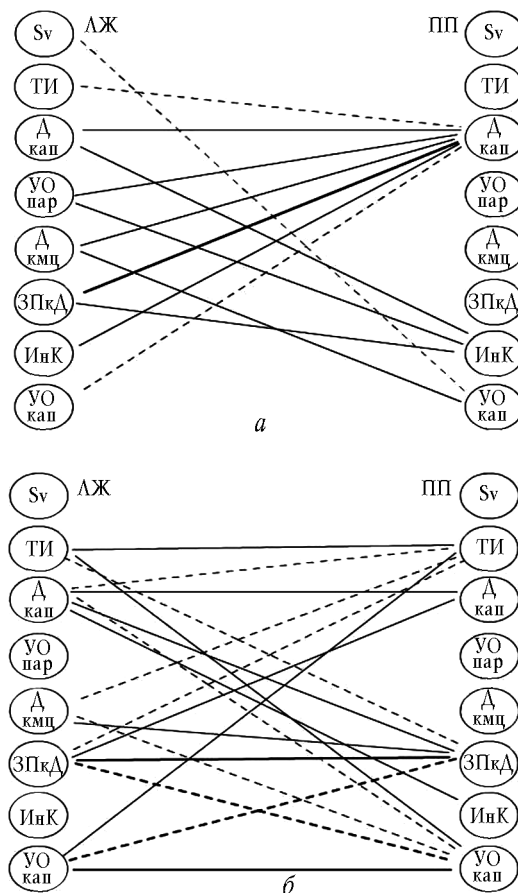 Sv ЛЖ ПП Sv
ТИ ТИ
Д Д
кап кап
УО УО
пар пар
Д Д
кмц кмц
ЗПкД ЗПкД
ИнК ИнК
УО УО
кап кап
а
Sv ЛЖ ПП Sv
ТИ ТИ
Д Д
кап кап
УО УО
пар пар
Д Д
кмц кмц
ЗПкД ЗПкД
ИнК ИнК
УО УО
кап кап
б